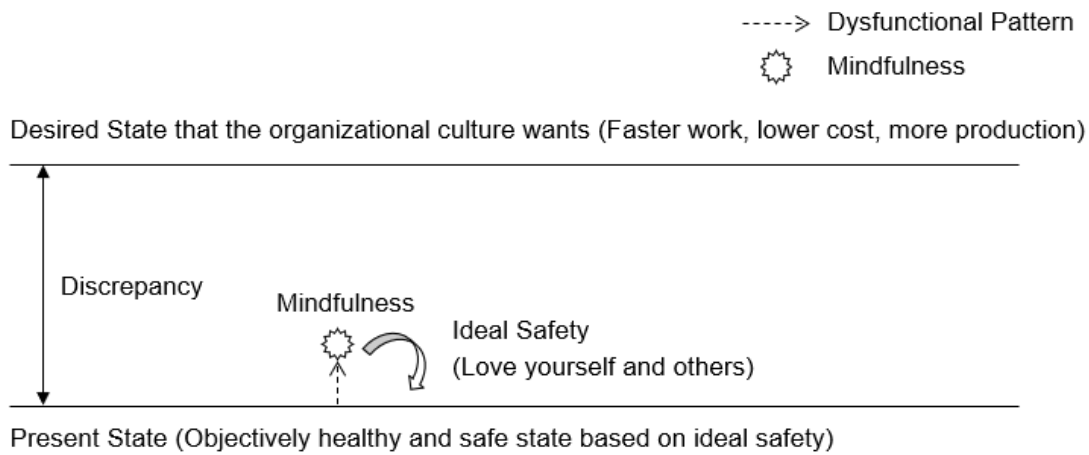 Dysfunctional Pattern
Mindfulness
Desired State that the organizational culture wants (Faster work, lower cost, more production)
Discrepancy
Mindfulness
Ideal Safety
(Love yourself and others)
Present State (Objectively healthy and safe state based on ideal safety)